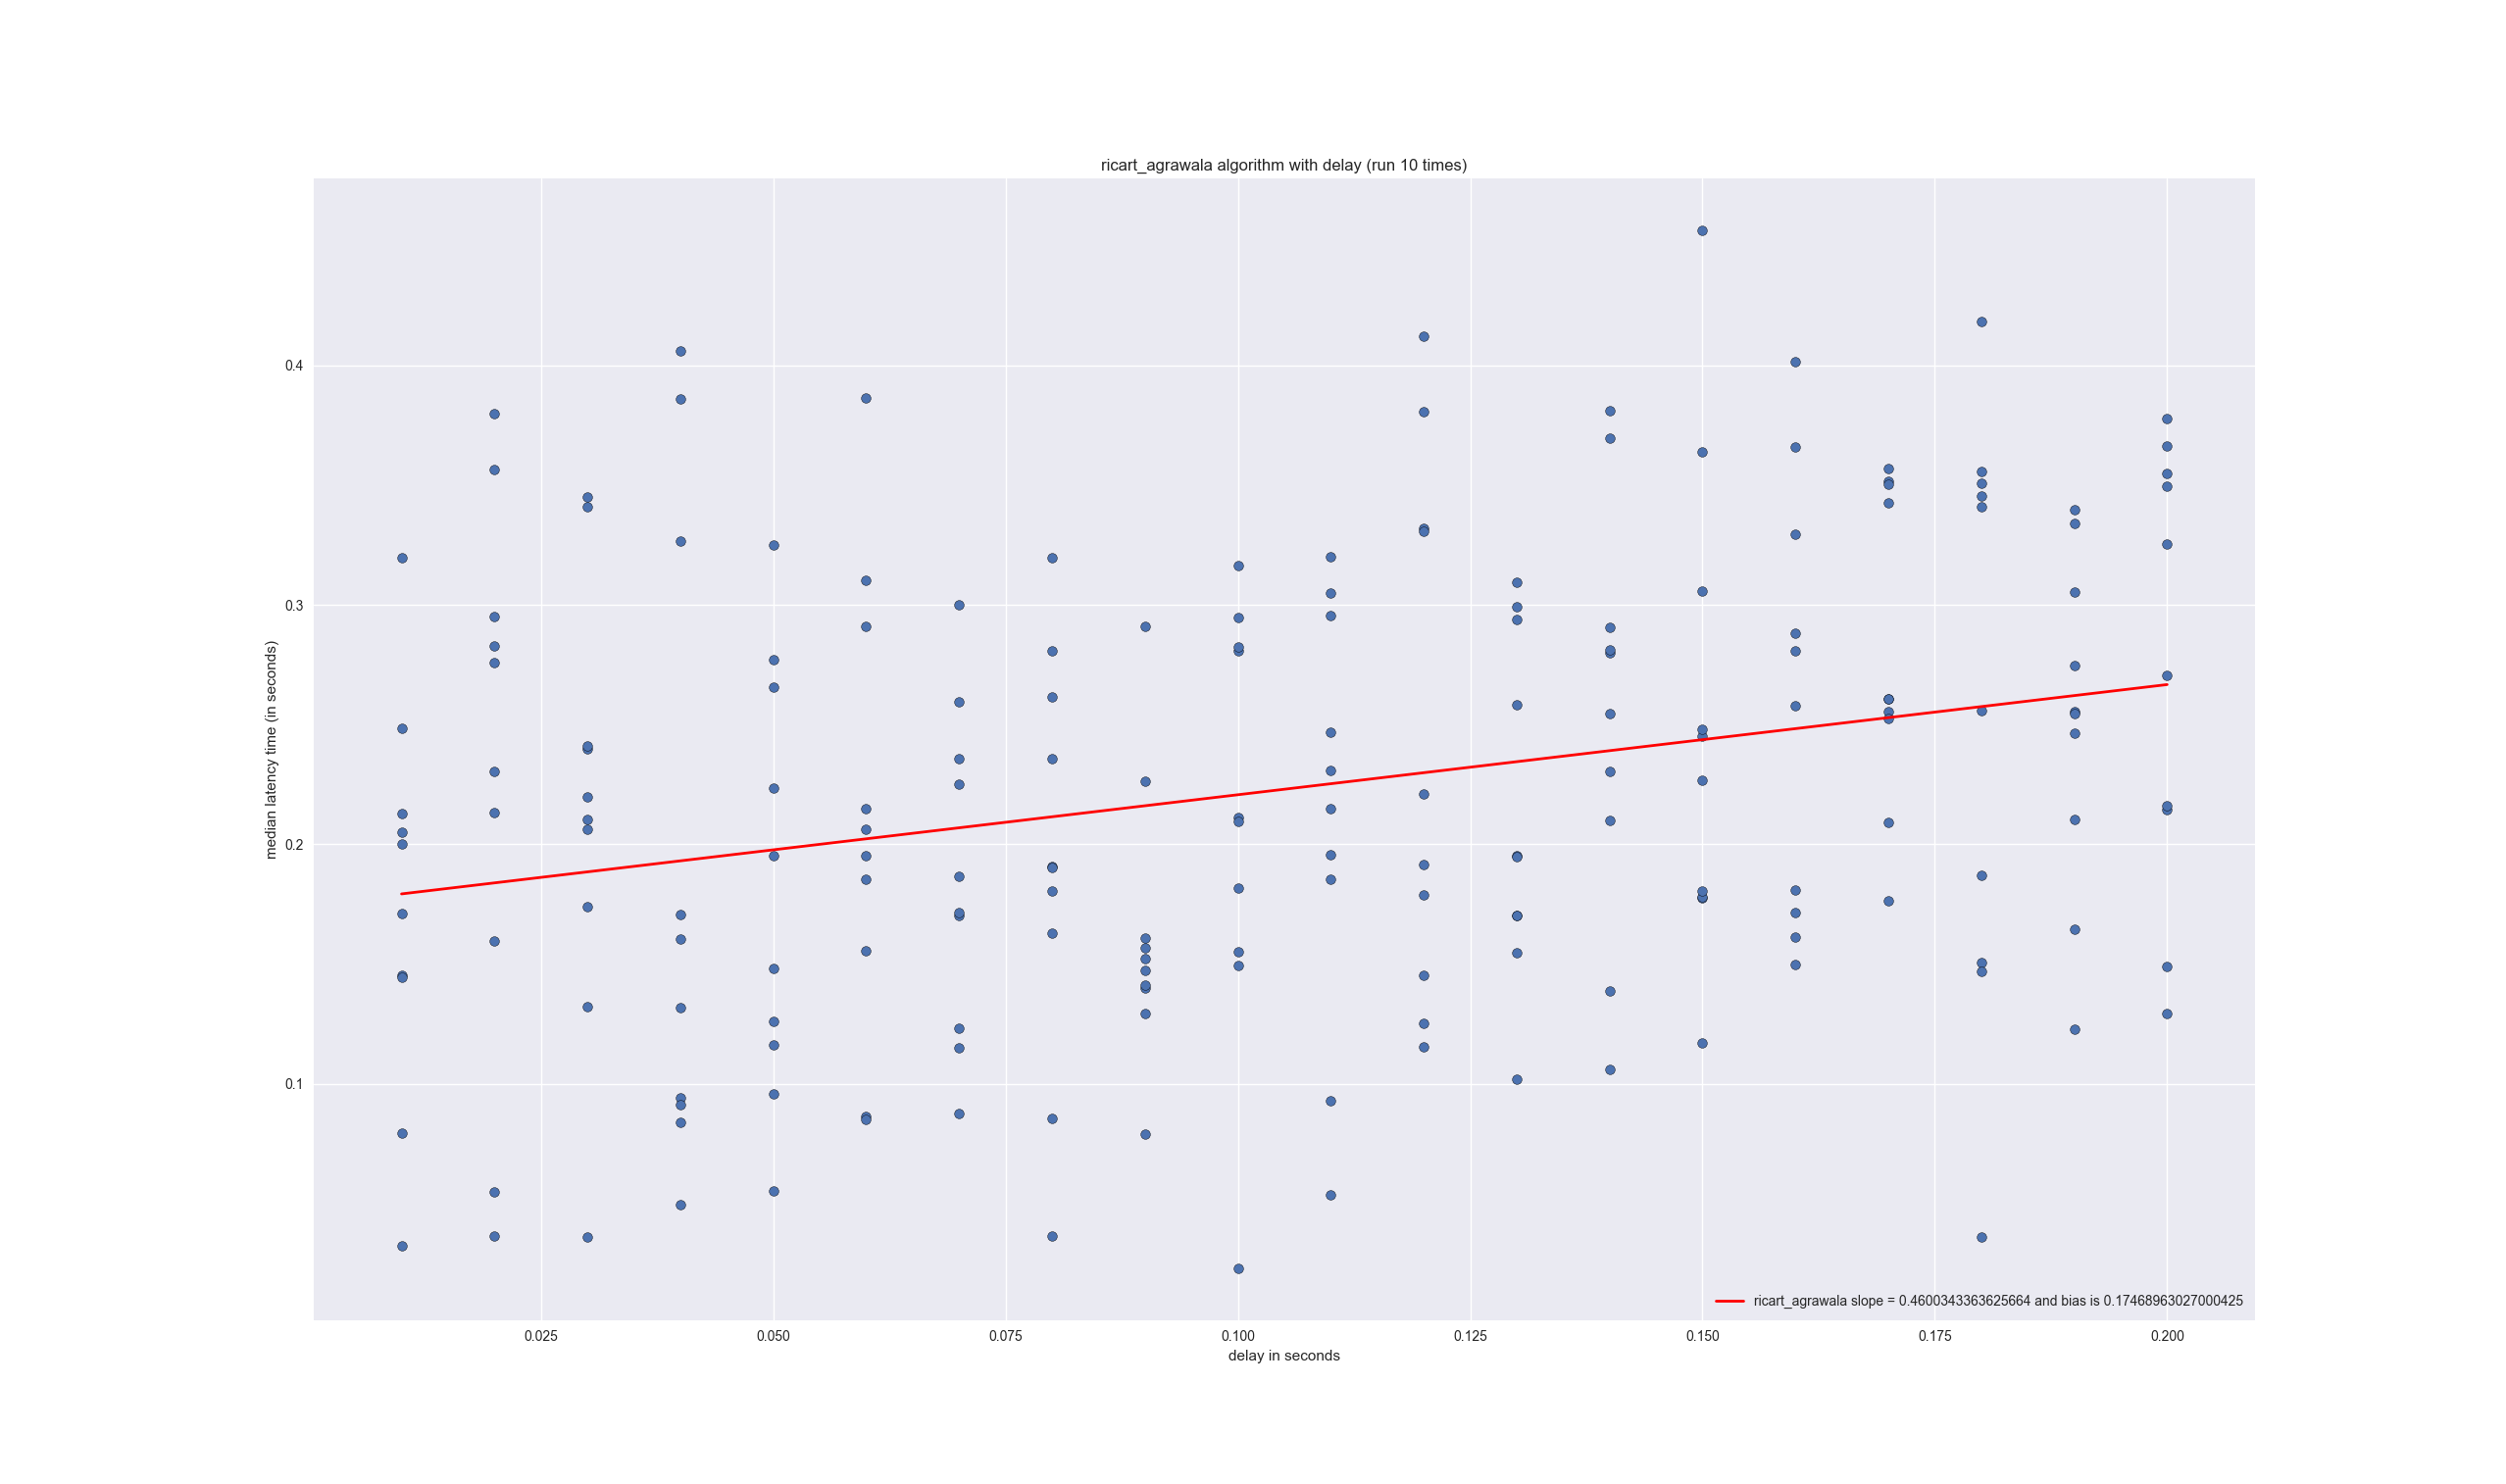 ricart_agrawala algorithm with delay (run 10 times)
median latency time (in seconds)
0.4
0.3
0.2
0.1
ricart_agrawala slope = 0.4600343363625664 and bias is 0.17468963027000425
0.025 0.050 0.075 0.100 0.125 0.150 0.175 0.200
delay in seconds